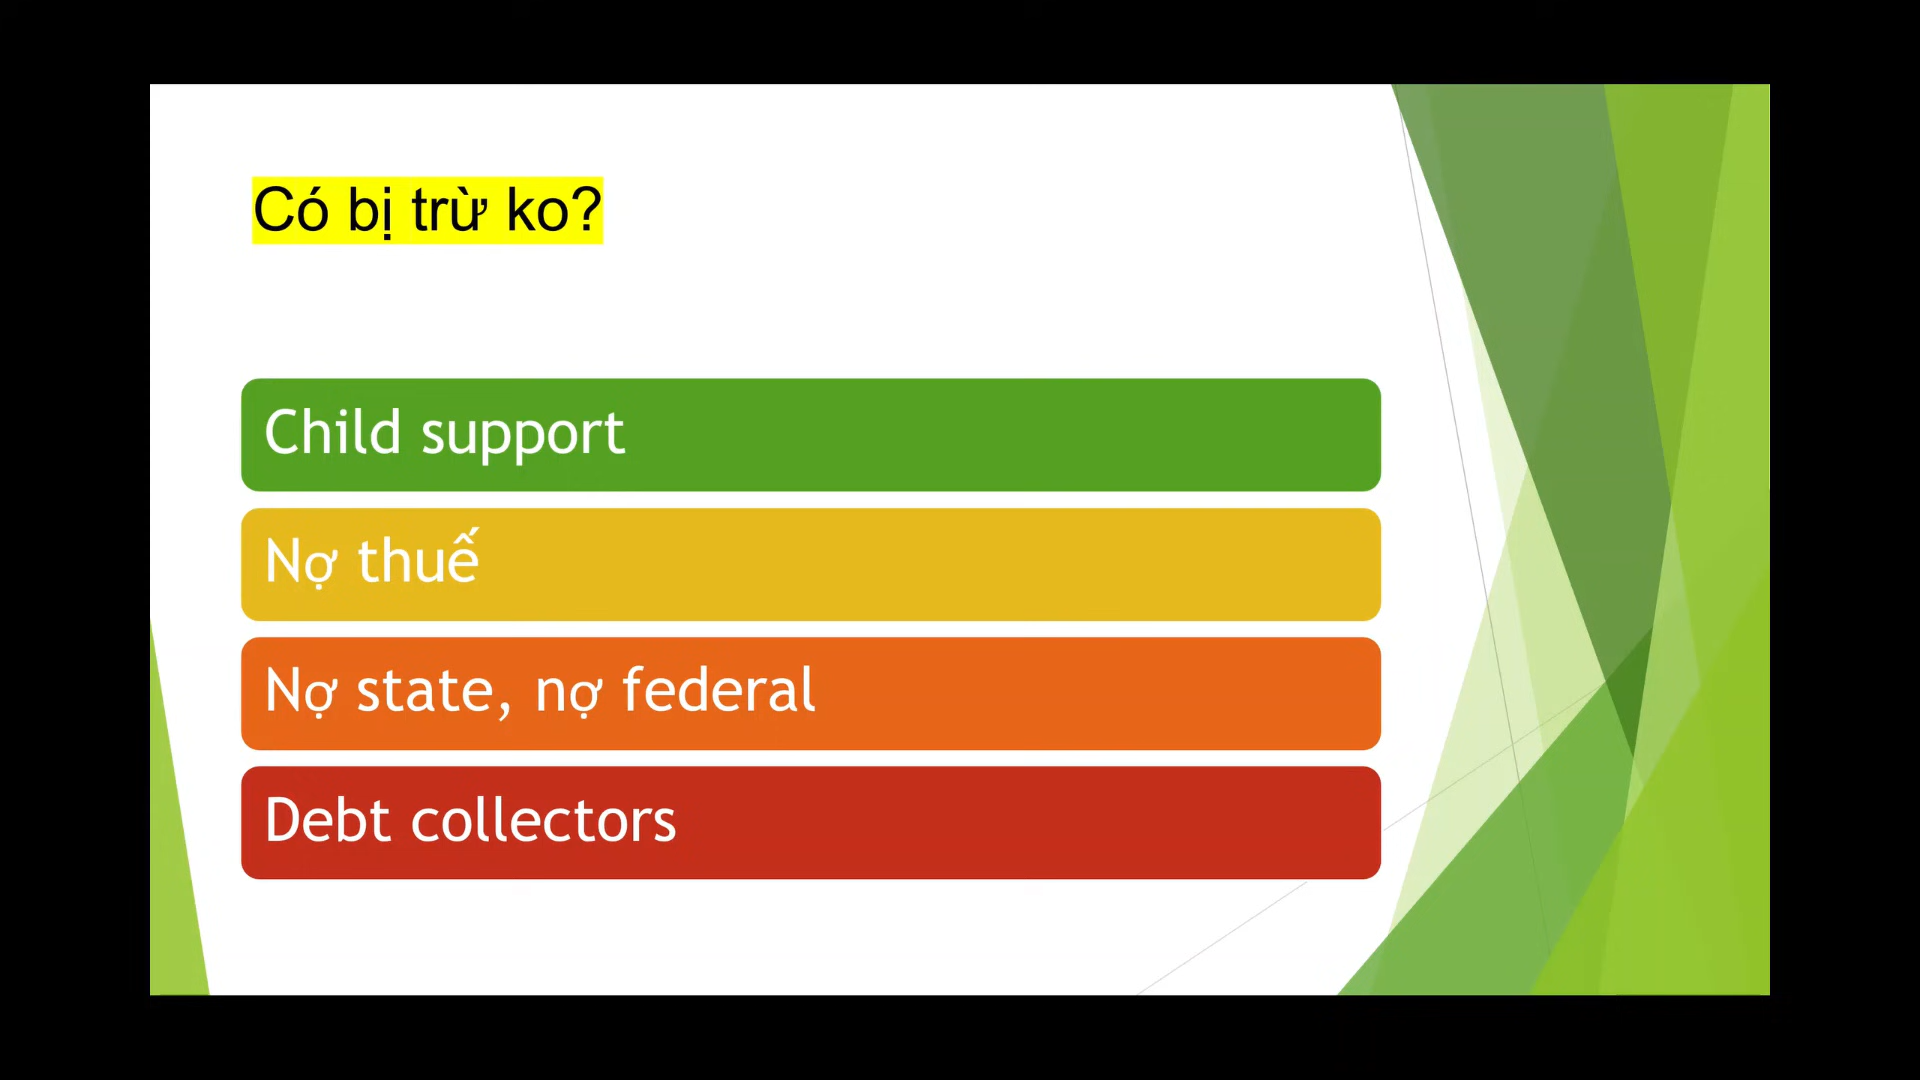 Có bị trừ ko?
Child support
Nợ thuế
Nợ state, nợ federal
Debt collectors